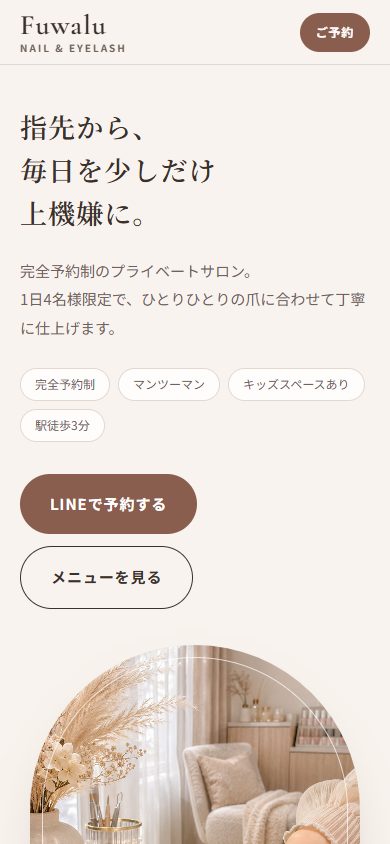 Fuwalu
NAIL & EYELASH
ご予約
指先から、
毎日を少しだけ
上機嫌に。
完全予約制のプライベートサロン。
1日4名様限定で、ひとりひとりの爪に合わせて丁寧
に仕上げます。
完全予約制
マンツーマン
キッズスペースあり
駅徒歩3分
LINEで予約する
メニューを見る